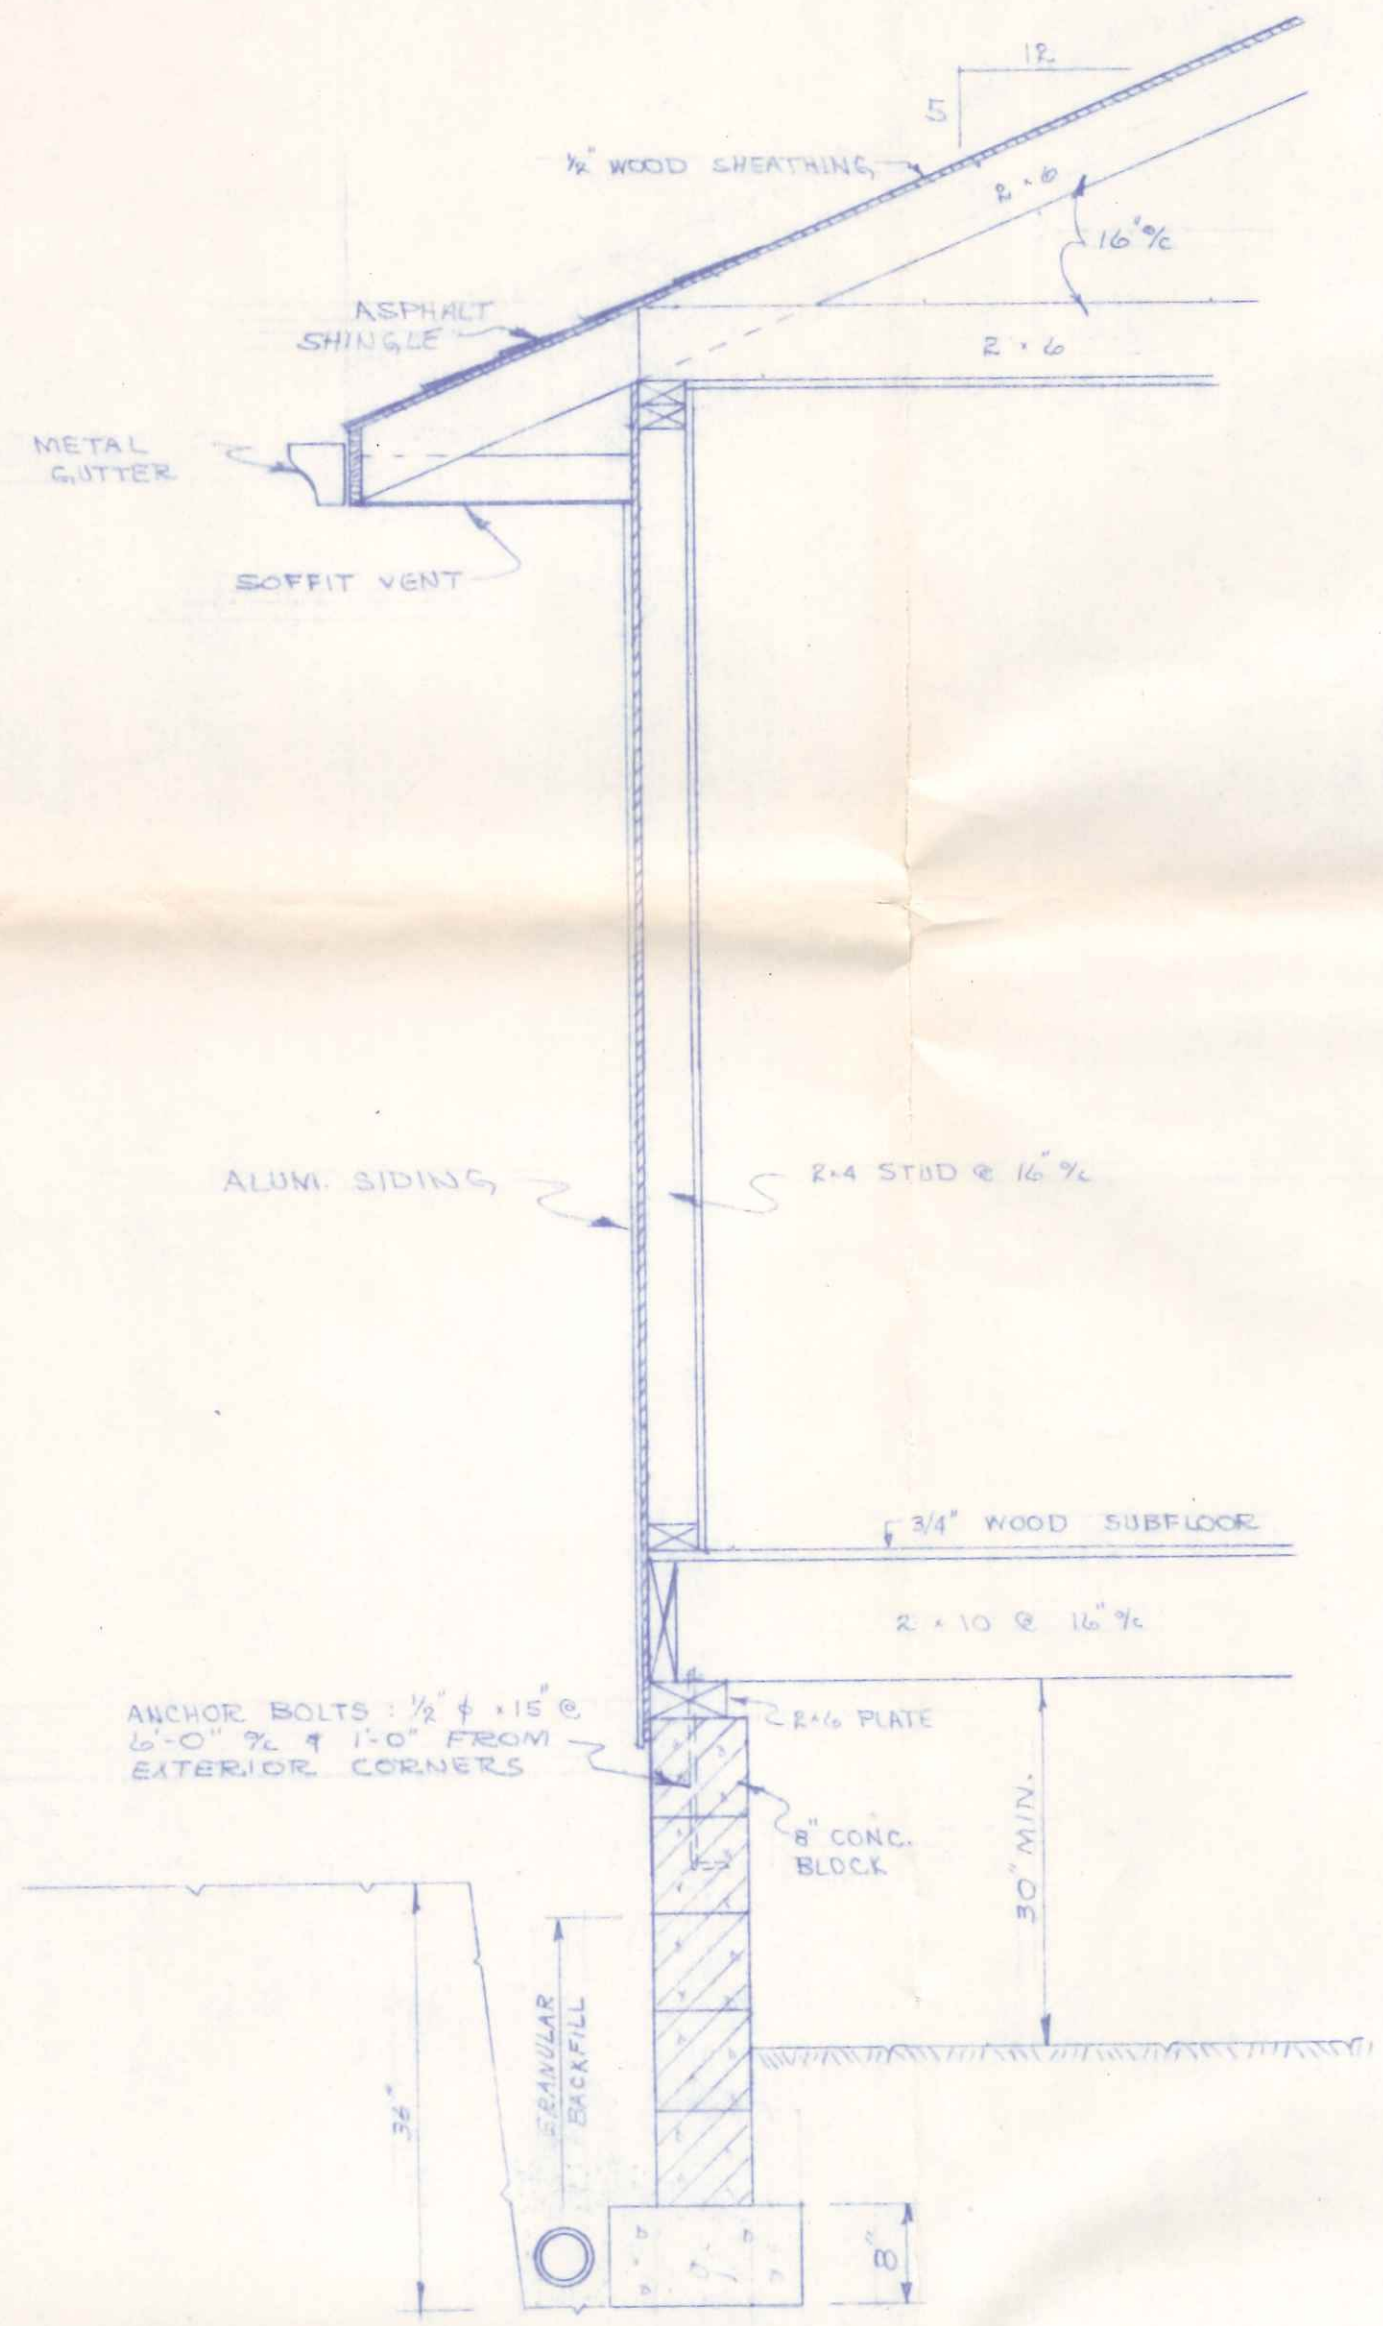 12
5
½" WOOD SHEATHING
2 × 6
16" o/c
ASPHALT
SHINGLE
2 × 6
METAL
GUTTER
SOFFIT VENT
ALUM. SIDING
2×4 STUD @ 16" o/c
3/4" WOOD SUBFLOOR
2 × 10 @ 16" o/c
ANCHOR BOLTS : ½" ϕ × 15" @
6'-0" o/c & 1'-0" FROM
EXTERIOR CORNERS
2×6 PLATE
8" CONC.
BLOCK
30" MIN.
GRANULAR
BACKFILL
36"
8"